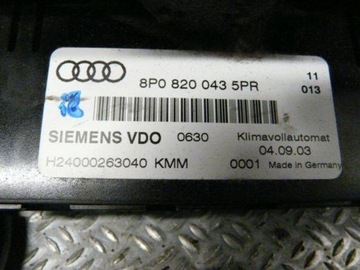 8P0 820 043 5PR
11
013
SIEMENS VDO 0630 Klimavollautomat
04.09.03
H24000263040 KMM 0001 Made in Germany